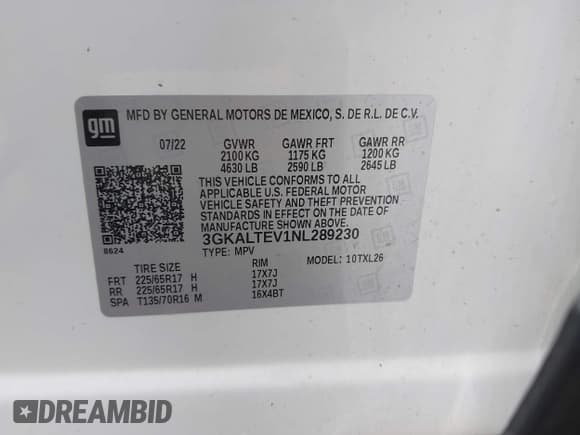 gm MFD BY GENERAL MOTORS DE MEXICO, S. DE R.L. DE C.V.
07/22 GVWR GAWR FRT GAWR RR
2100 KG 1175 KG 1200 KG
4630 LB 2590 LB 2645 LB
THIS VEHICLE CONFORMS TO ALL
APPLICABLE U.S. FEDERAL MOTOR
VEHICLE SAFETY AND THEFT PREVENTION
STANDARDS IN EFFECT ON THE DATE OF
MANUFACTURE SHOWN ABOVE.
3GKALTEV1NL289230
8624 TYPE: MPV MODEL: 10TXL26
TIRE SIZE RIM
FRT 225/65R17 H 17X7J
RR 225/65R17 H 17X7J
SPA T135/70R16 M 16X4BT
DREAMBID